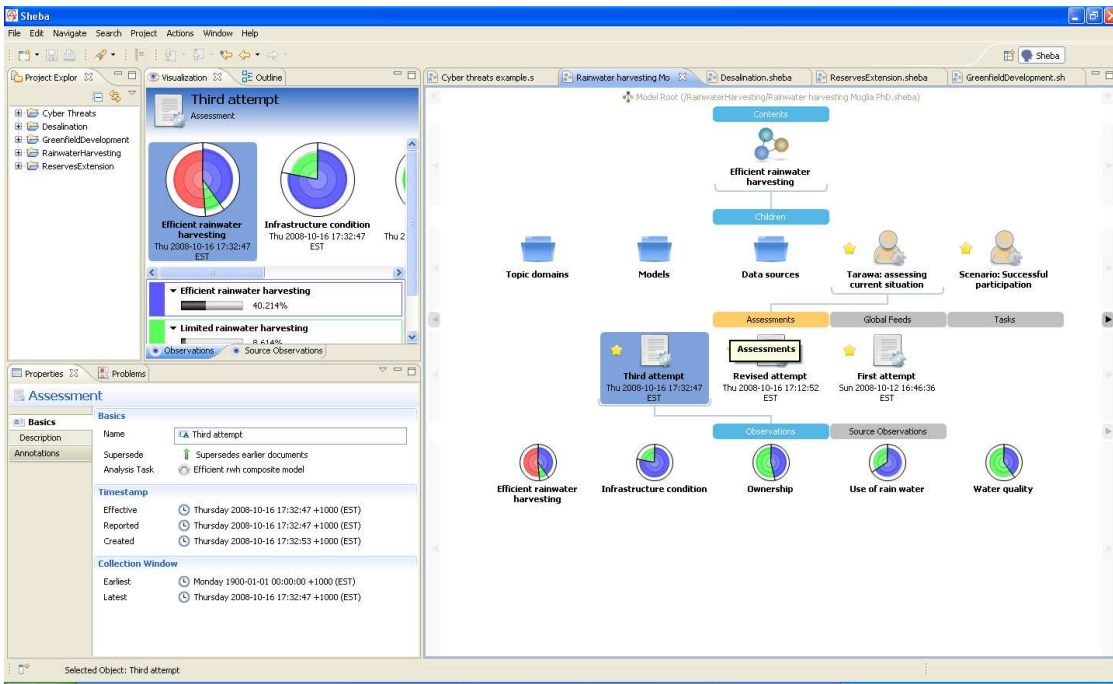 Sheba
File Edit Navigate Search Project Actions Window Help
Sheba
Project Explor
Cyber Threats
Desalination
GreenfieldDevelopment
RainwaterHarvesting
ReservesExtension
Visualization Outline
Third attempt
Assessment
Efficient rainwater
harvesting
Thu 2008-10-16 17:32:47
EST
Infrastructure condition
Thu 2008-10-16 17:32:47
EST
Thu 2
Efficient rainwater harvesting
40.214%
Limited rainwater harvesting
8.614%
Observations Source Observations
Properties Problems
Assessment
Basics
Description
Annotations
Basics
Name Third attempt
Supersede Supersedes earlier documents
Analysis Task Efficient rwh composite model
Timestamp
Effective Thursday 2008-10-16 17:32:47 +1000 (EST)
Reported Thursday 2008-10-16 17:32:47 +1000 (EST)
Created Thursday 2008-10-16 17:32:53 +1000 (EST)
Collection Window
Earliest Monday 1900-01-01 00:00:00 +1000 (EST)
Latest Thursday 2008-10-16 17:32:47 +1000 (EST)
Cyber threats example.s Rainwater harvesting Mo Desalination.sheba ReservesExtension.sheba GreenfieldDevelopment.sh
Model Root (/RainwaterHarvesting/Rainwater harvesting Moglia PhD.sheba)
Contents
Efficient rainwater
harvesting
Children
Topic domains
Models
Data sources
Tarawa: assessing
current situation
Scenario: Successful
participation
Assessments Global Feeds Tasks
Assessments
Third attempt
Thu 2008-10-16 17:32:47
EST
Revised attempt
Thu 2008-10-16 17:12:52
EST
First attempt
Sun 2008-10-12 16:46:36
EST
Observations Source Observations
Efficient rainwater
harvesting
Infrastructure condition
Ownership
Use of rain water
Water quality
Selected Object: Third attempt